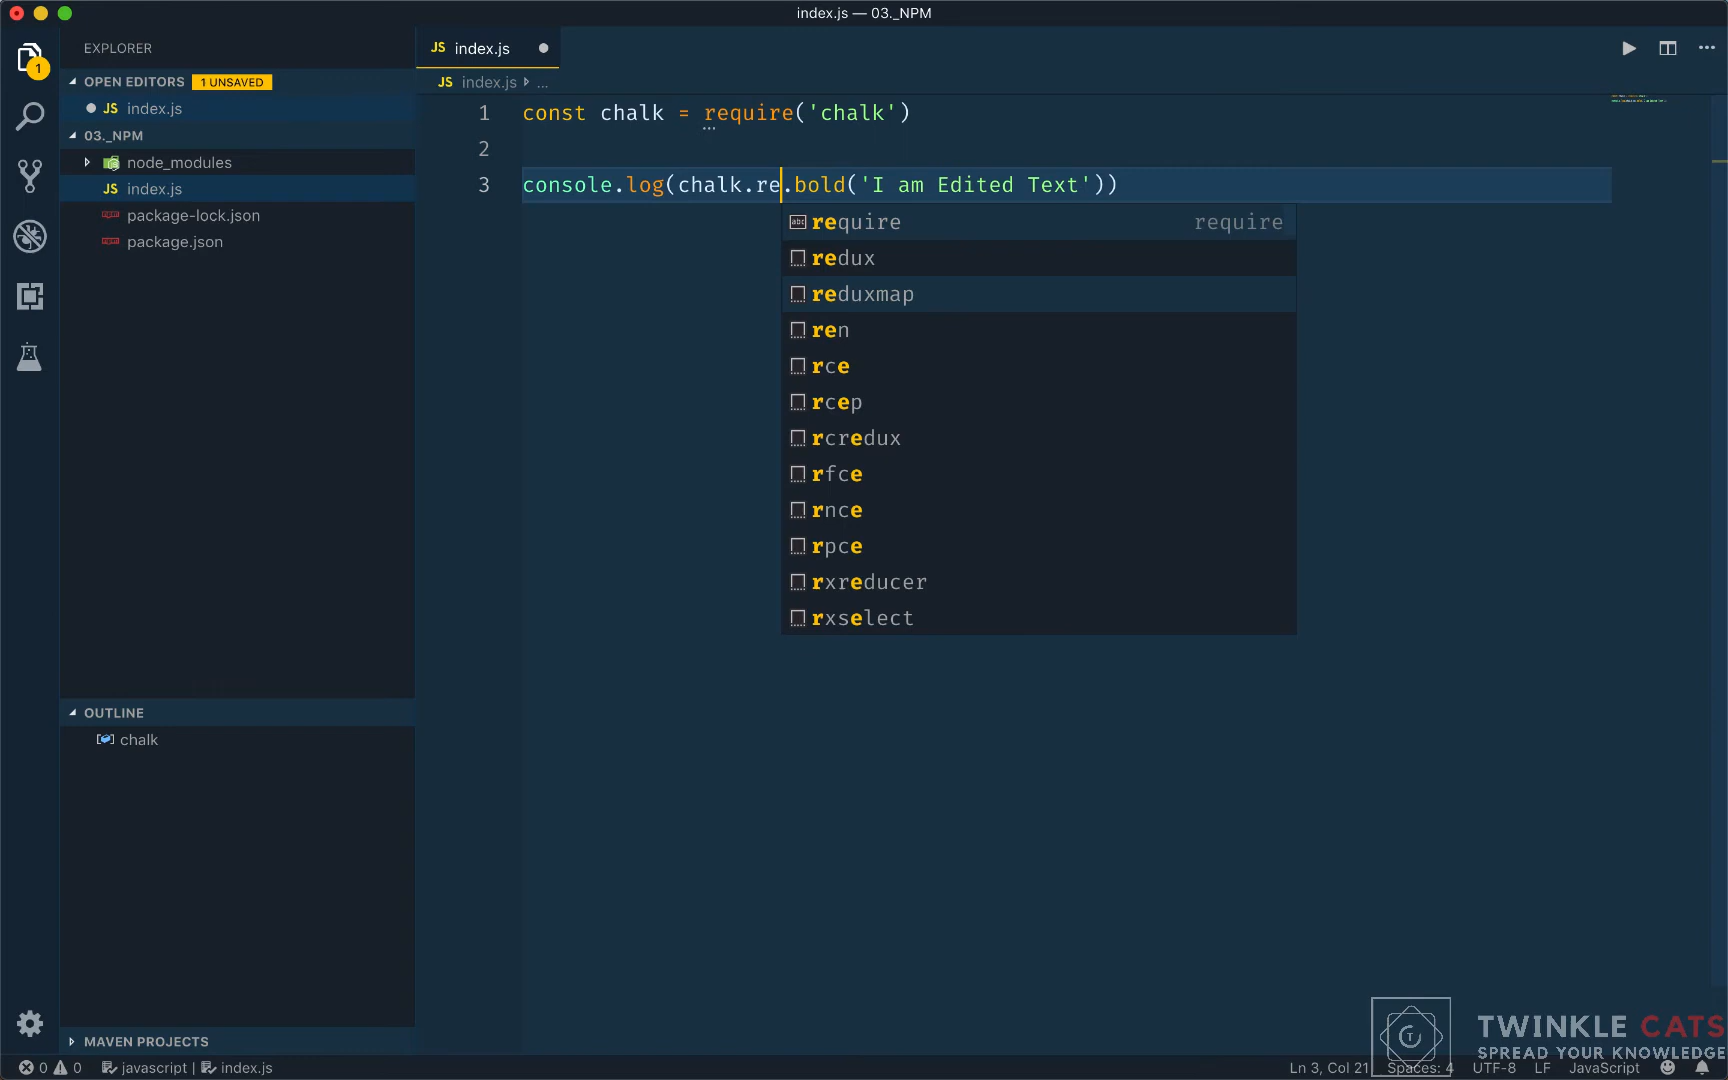 index.js — 03._NPM
EXPLORER
OPEN EDITORS 1 UNSAVED
JS index.js
03._NPM
node_modules
JS index.js
package-lock.json
package.json
OUTLINE
chalk
MAVEN PROJECTS
1
JS index.js
JS index.js ...
1 const chalk = require('chalk')
2
3 console.log(chalk.re.bold('I am Edited Text'))
require require
redux
reduxmap
ren
rce
rcep
rcredux
rfce
rnce
rpce
rxreducer
rxselect
TWINKLE CATS
SPREAD YOUR KNOWLEDGE
0 0 javascript | index.js Ln 3, Col 21 Spaces: 4 UTF-8 LF JavaScript